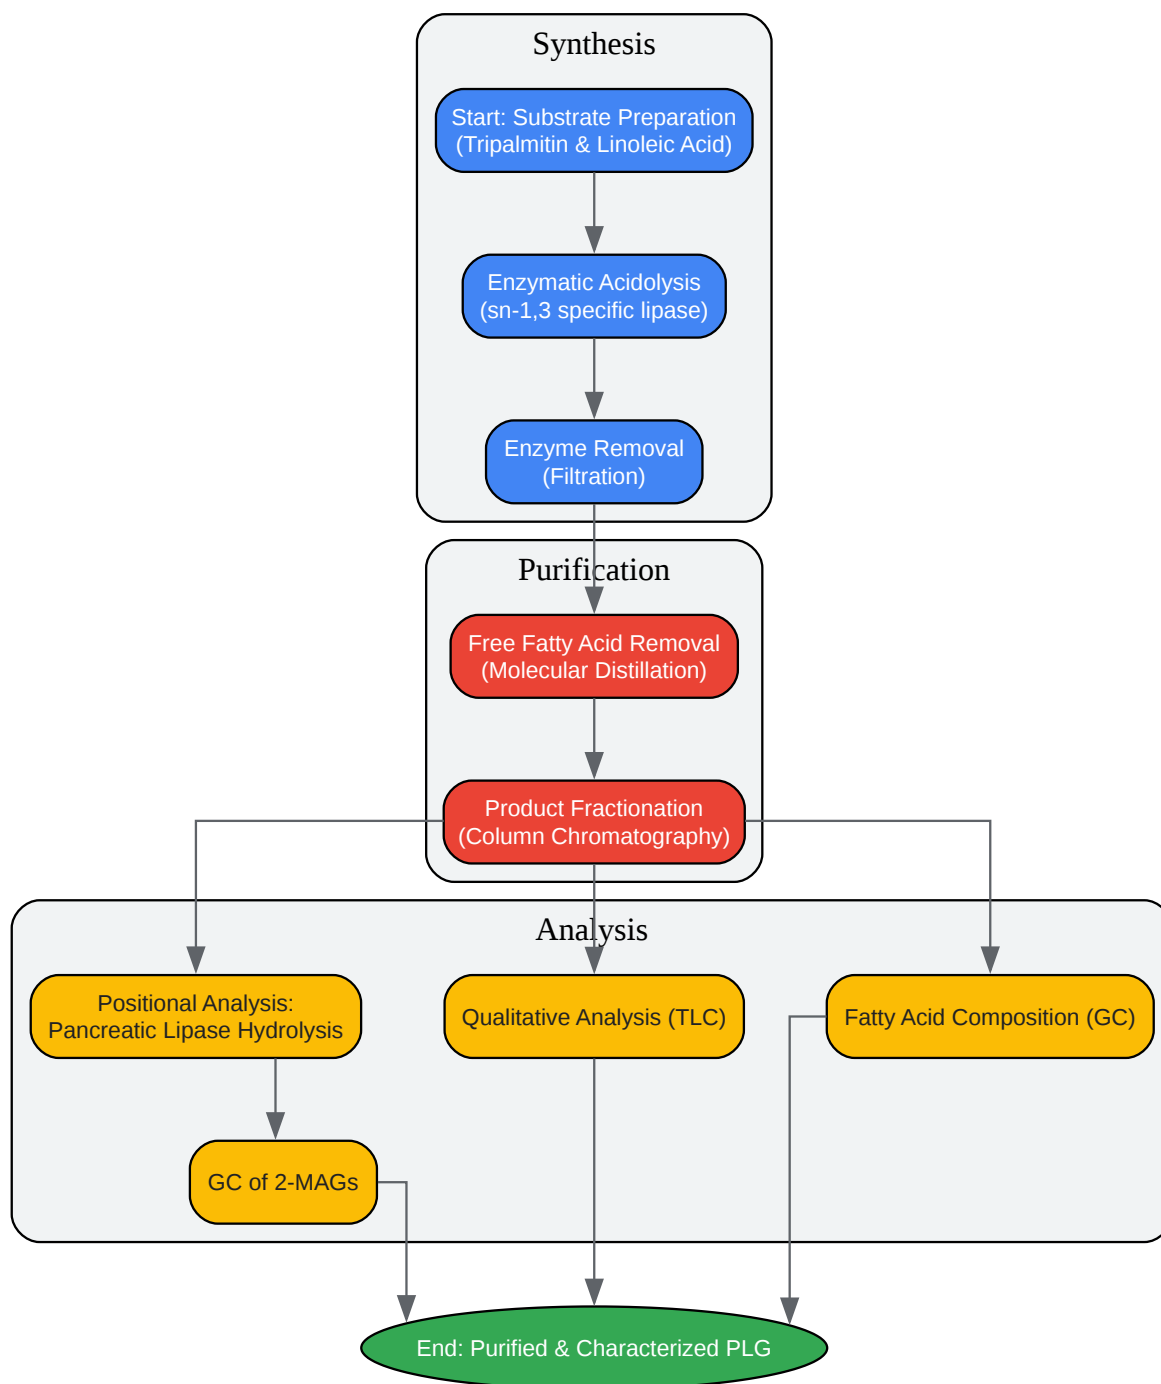 Synthesis
Start: Substrate Preparation
(Tripalmitin & Linoleic Acid)
Enzymatic Acidolysis
(sn-1,3 specific lipase)
Enzyme Removal
(Filtration)
Purification
Free Fatty Acid Removal
(Molecular Distillation)
Product Fractionation
(Column Chromatography)
Analysis
Positional Analysis:
Pancreatic Lipase Hydrolysis
Qualitative Analysis (TLC)
Fatty Acid Composition (GC)
GC of 2-MAGs
End: Purified & Characterized PLG